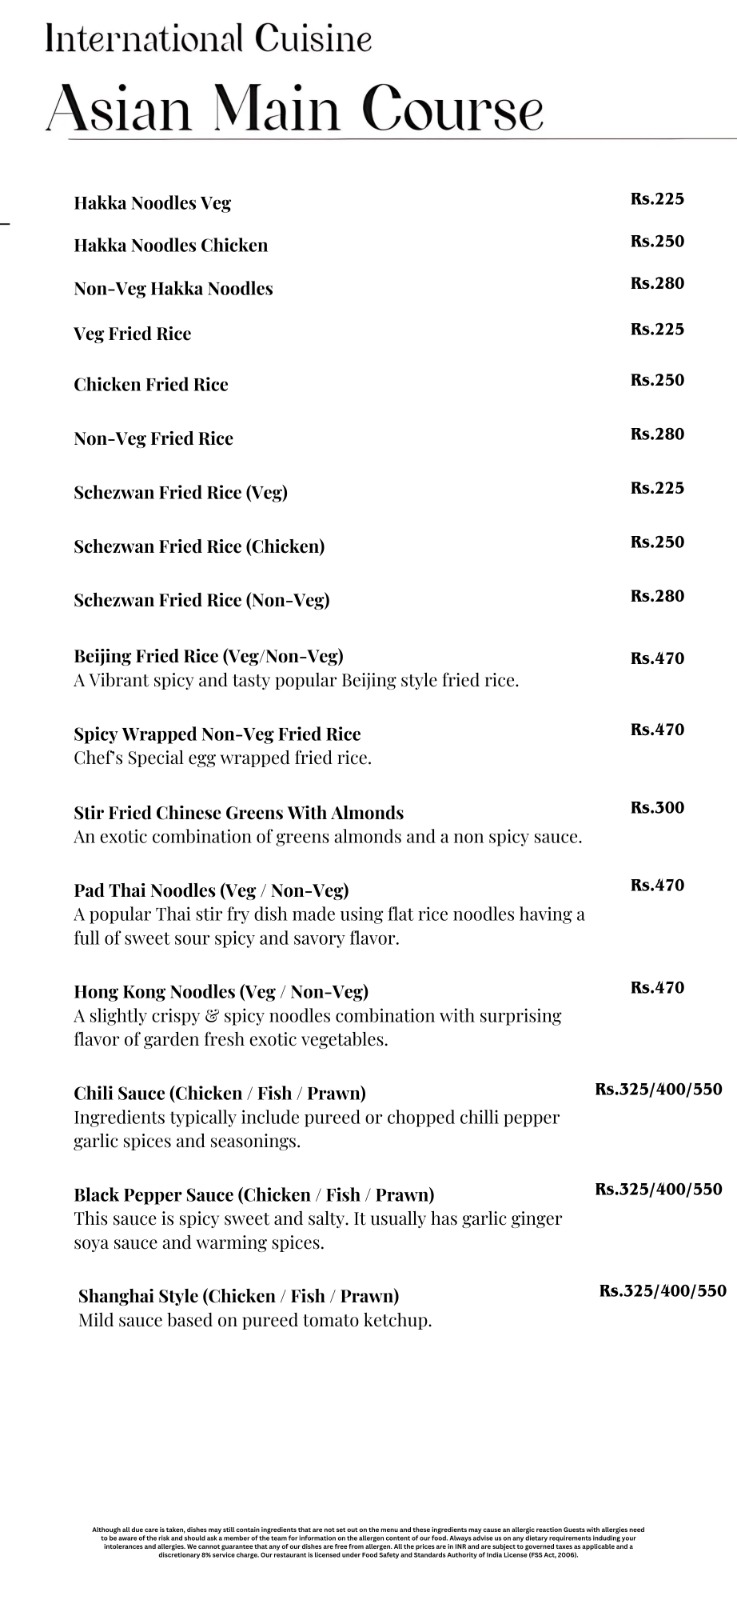 International Cuisine
Asian Main Course
Hakka Noodles Veg Rs.225
Hakka Noodles Chicken Rs.250
Non-Veg Hakka Noodles Rs.280
Veg Fried Rice Rs.225
Chicken Fried Rice Rs.250
Non-Veg Fried Rice Rs.280
Schezwan Fried Rice (Veg) Rs.225
Schezwan Fried Rice (Chicken) Rs.250
Schezwan Fried Rice (Non-Veg) Rs.280
Beijing Fried Rice (Veg/Non-Veg) Rs.470
A Vibrant spicy and tasty popular Beijing style fried rice.
Spicy Wrapped Non-Veg Fried Rice Rs.470
Chef's Special egg wrapped fried rice.
Stir Fried Chinese Greens With Almonds Rs.300
An exotic combination of greens almonds and a non spicy sauce.
Pad Thai Noodles (Veg / Non-Veg) Rs.470
A popular Thai stir fry dish made using flat rice noodles having a
full of sweet sour spicy and savory flavor.
Hong Kong Noodles (Veg / Non-Veg) Rs.470
A slightly crispy & spicy noodles combination with surprising
flavor of garden fresh exotic vegetables.
Chili Sauce (Chicken / Fish / Prawn) Rs.325/400/550
Ingredients typically include pureed or chopped chilli pepper
garlic spices and seasonings.
Black Pepper Sauce (Chicken / Fish / Prawn) Rs.325/400/550
This sauce is spicy sweet and salty. It usually has garlic ginger
soya sauce and warming spices.
Shanghai Style (Chicken / Fish / Prawn) Rs.325/400/550
Mild sauce based on pureed tomato ketchup.
Although all due care is taken, dishes may still contain ingredients that are not set out on the menu and these ingredients may cause an allergic reaction Guests with allergies need
to be aware of the risk and should ask a member of the team for information on the allergen content of our food. Always advise us on any dietary requirements including your
intolerances and allergies. We cannot guarantee that any of our dishes are free from allergen. All the prices are in INR and are subject to governed taxes as applicable and a
discretionary 8% service charge. Our restaurant is licensed under Food Safety and Standards Authority of India License (FSS Act, 2006).